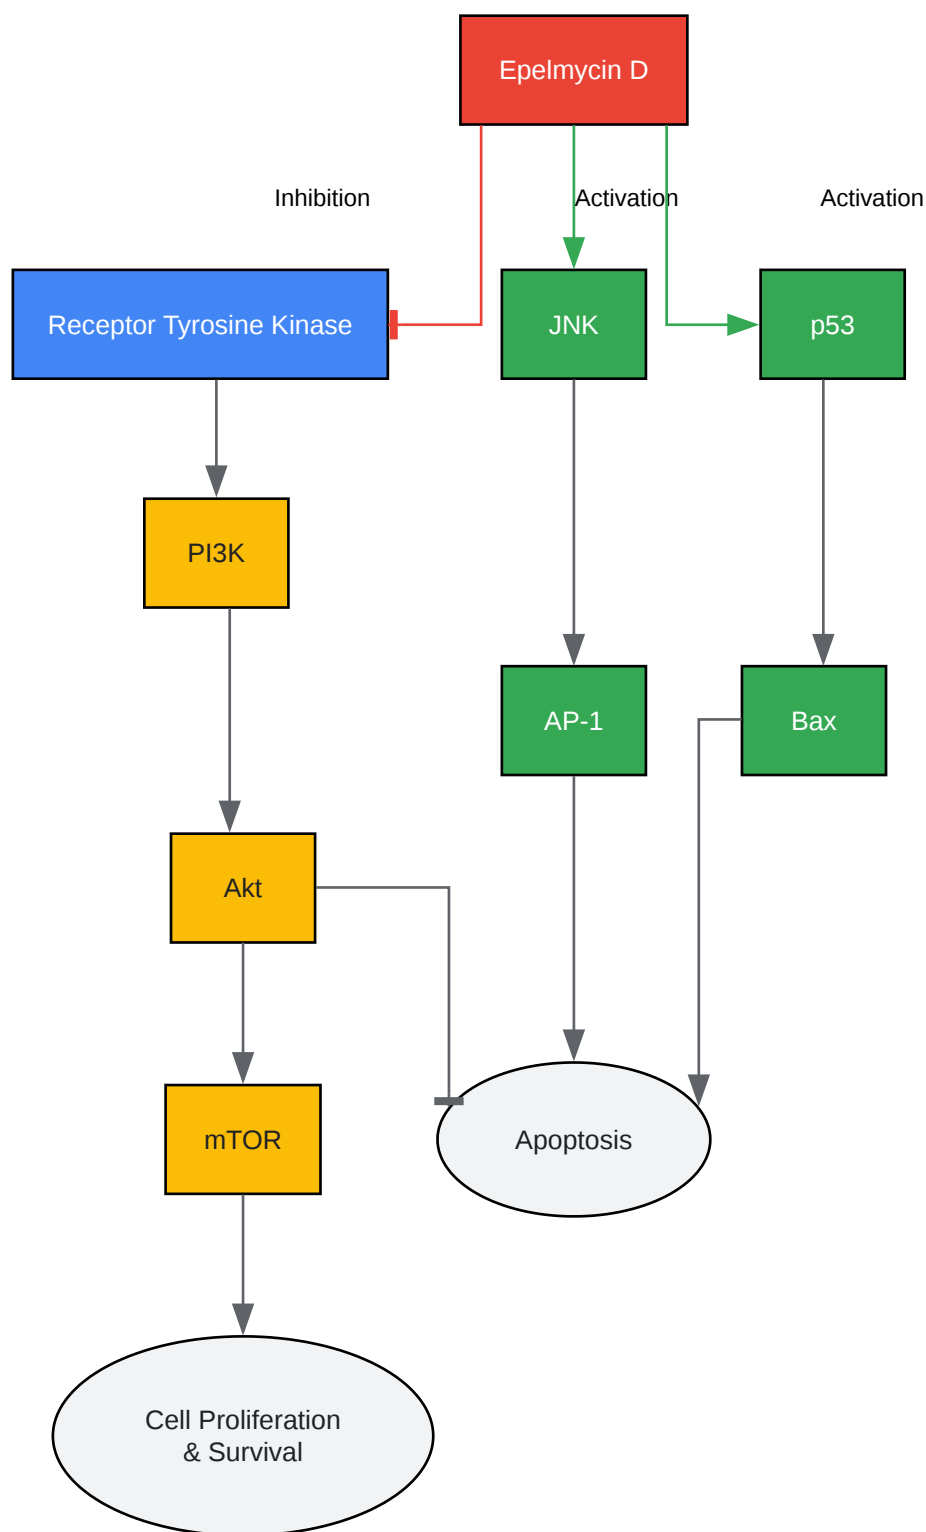 Epelmycin D
Inhibition
Activation
Activation
Receptor Tyrosine Kinase
JNK
p53
PI3K
AP-1
Bax
Akt
mTOR
Apoptosis
Cell Proliferation
& Survival